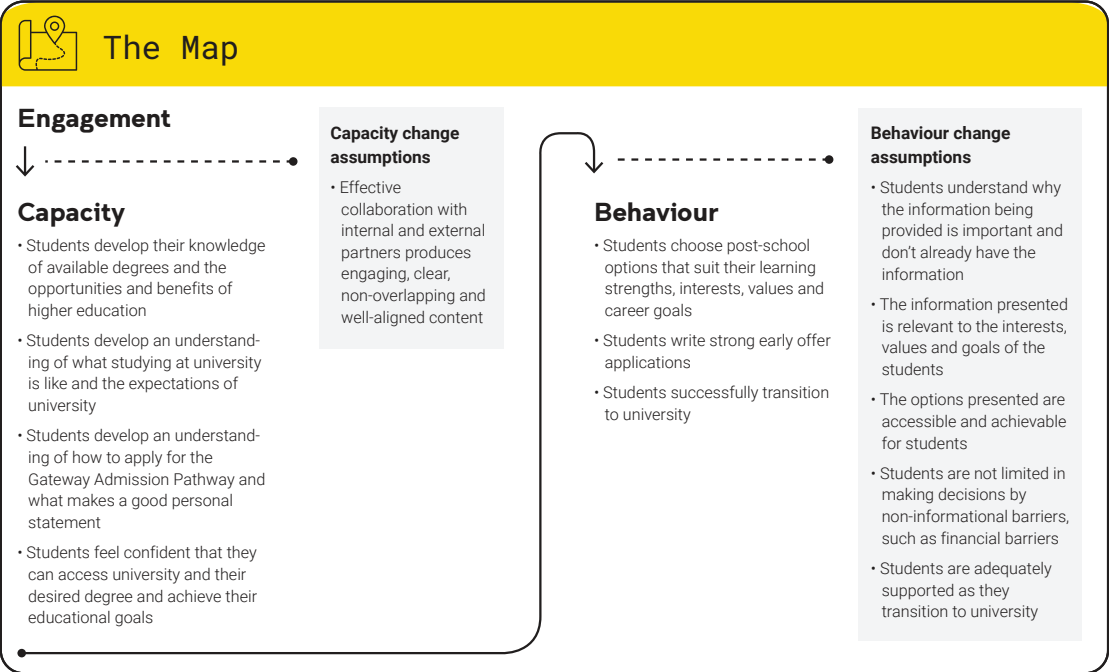 The Map
Engagement
Capacity
• Students develop their knowledge
of available degrees and the
opportunities and benefits of
higher education
• Students develop an understand-
ing of what studying at university
is like and the expectations of
university
• Students develop an understand-
ing of how to apply for the
Gateway Admission Pathway and
what makes a good personal
statement
• Students feel confident that they
can access university and their
desired degree and achieve their
educational goals
Capacity change
assumptions
• Effective
collaboration with
internal and external
partners produces
engaging, clear,
non-overlapping and
well-aligned content
Behaviour
• Students choose post-school
options that suit their learning
strengths, interests, values and
career goals
• Students write strong early offer
applications
• Students successfully transition
to university
Behaviour change
assumptions
• Students understand why
the information being
provided is important and
don’t already have the
information
• The information presented
is relevant to the interests,
values and goals of the
students
• The options presented are
accessible and achievable
for students
• Students are not limited in
making decisions by
non-informational barriers,
such as financial barriers
• Students are adequately
supported as they
transition to university